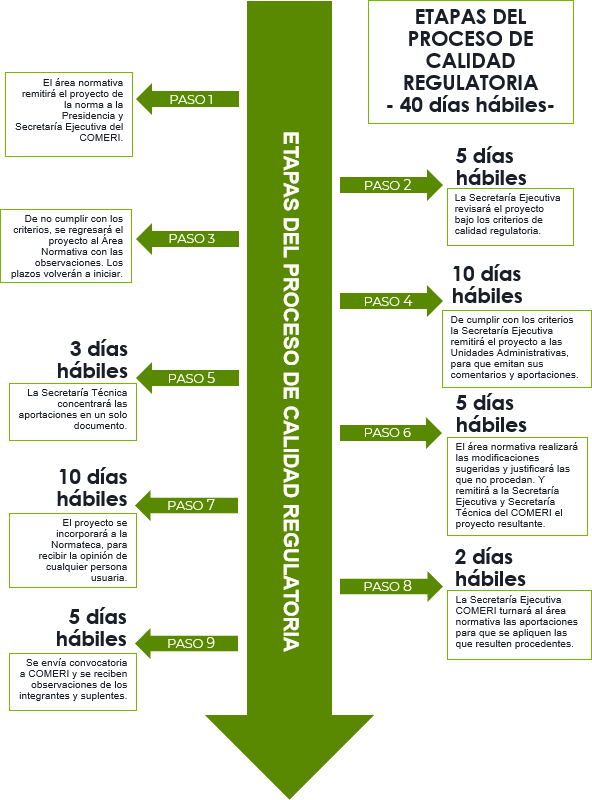 ETAPAS DEL
PROCESO DE
CALIDAD
REGULATORIA
- 40 días hábiles-
ETAPAS DEL PROCESO DE CALIDAD REGULATORIA
PASO 1
El área normativa
remitirá el proyecto de
la norma a la
Presidencia y
Secretaría Ejecutiva del
COMERI.
PASO 2
5 días
hábiles
La Secretaría Ejecutiva
revisará el proyecto
bajo los criterios de
calidad regulatoria.
PASO 3
De no cumplir con los
criterios, se regresará el
proyecto al Área
Normativa con las
observaciones. Los
plazos volverán a iniciar.
PASO 4
10 días
hábiles
De cumplir con los criterios
la Secretaría Ejecutiva
remitirá el proyecto a las
Unidades Administrativas,
para que emitan sus
comentarios y aportaciones.
PASO 5
3 días
hábiles
La Secretaría Técnica
concentrará las
aportaciones en un solo
documento.
PASO 6
5 días
hábiles
El área normativa realizará
las modificaciones
sugeridas y justificará las
que no procedan. Y
remitirá a la Secretaría
Ejecutiva y Secretaría
Técnica del COMERI el
proyecto resultante.
PASO 7
10 días
hábiles
El proyecto se
incorporará a la
Normateca, para
recibir la opinión de
cualquier persona
usuaria.
PASO 8
2 días
hábiles
La Secretaría Ejecutiva
COMERI turnará al área
normativa las aportaciones
para que se apliquen las
que resulten procedentes.
PASO 9
5 días
hábiles
Se envía convocatoria
a COMERI y se reciben
observaciones de los
integrantes y suplentes.